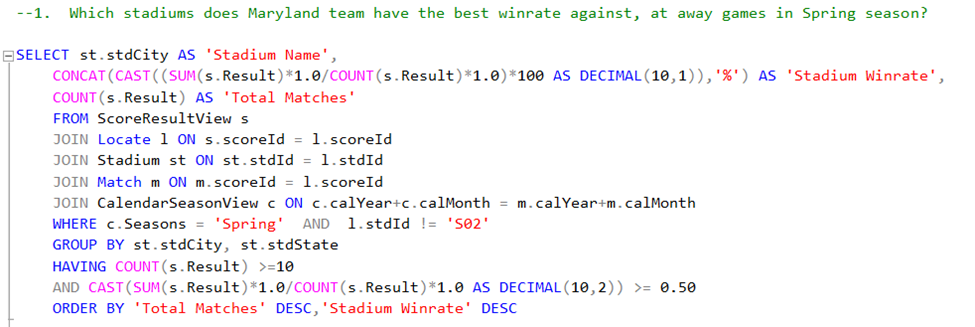 --1.  Which stadiums does Maryland team have the best winrate against, at away games in Spring season?
SELECT st.stdCity AS 'Stadium Name',
CONCAT(CAST((SUM(s.Result)*1.0/COUNT(s.Result)*1.0)*100 AS DECIMAL(10,1)),'%') AS 'Stadium Winrate',
COUNT(s.Result) AS 'Total Matches'
FROM ScoreResultView s
JOIN Locate l ON s.scoreId = l.scoreId
JOIN Stadium st ON st.stdId = l.stdId
JOIN Match m ON m.scoreId = l.scoreId
JOIN CalendarSeasonView c ON c.calYear+c.calMonth = m.calYear+m.calMonth
WHERE c.Seasons = 'Spring'  AND  l.stdId != 'S02'
GROUP BY st.stdCity, st.stdState
HAVING COUNT(s.Result) >=10
AND CAST(SUM(s.Result)*1.0/COUNT(s.Result)*1.0 AS DECIMAL(10,2)) >= 0.50
ORDER BY 'Total Matches' DESC,'Stadium Winrate' DESC